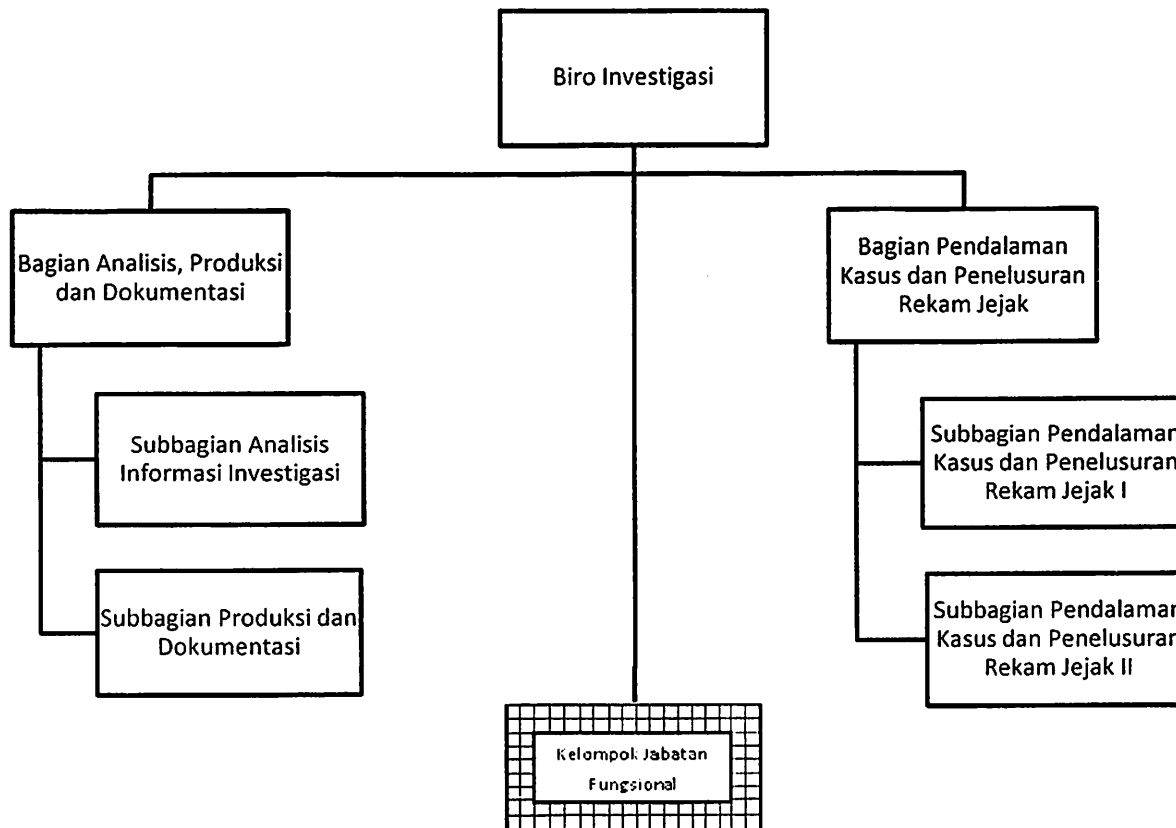 Biro Investigasi
Bagian Analisis, Produksi
dan Dokumentasi
Subbagian Analisis
Informasi Investigasi
Subbagian Produksi dan
Dokumentasi
Bagian Pendalaman
Kasus dan Penelusuran
Rekam Jejak
Subbagian Pendalaman
Kasus dan Penelusuran
Rekam Jejak I
Subbagian Pendalaman
Kasus dan Penelusuran
Rekam Jejak II
Kelompok Jabatan
Fungsional